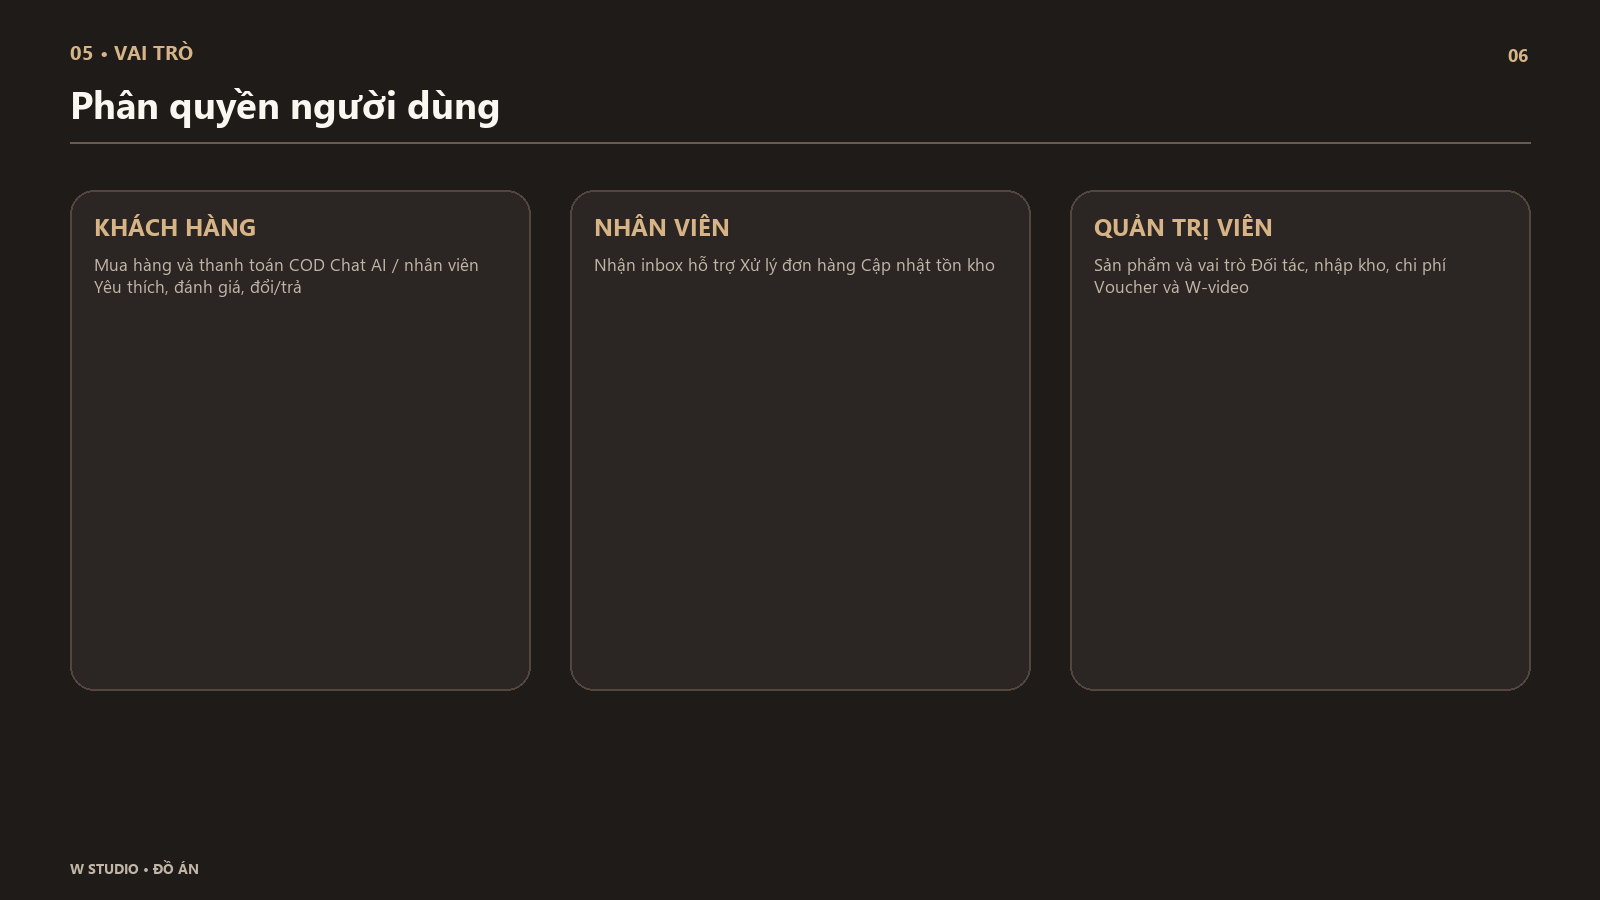 05 • VAI TRÒ
06
Phân quyền người dùng
KHÁCH HÀNG
Mua hàng và thanh toán COD Chat AI / nhân viên
Yêu thích, đánh giá, đổi/trả
NHÂN VIÊN
Nhận inbox hỗ trợ Xử lý đơn hàng Cập nhật tồn kho
QUẢN TRỊ VIÊN
Sản phẩm và vai trò Đối tác, nhập kho, chi phí
Voucher và W-video
W STUDIO • ĐỒ ÁN